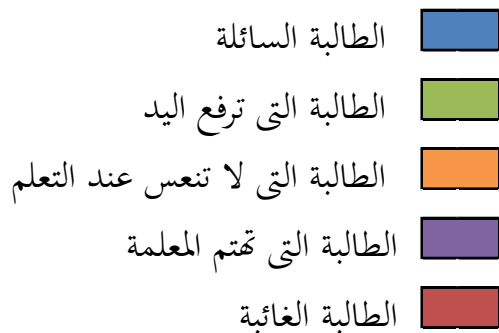 الطالبة السائلة
الطالبة التى ترفع اليد
الطالبة التى لا تنعس عند التعلم
الطالبة التى تهتم المعلمة
الطالبة الغائبة